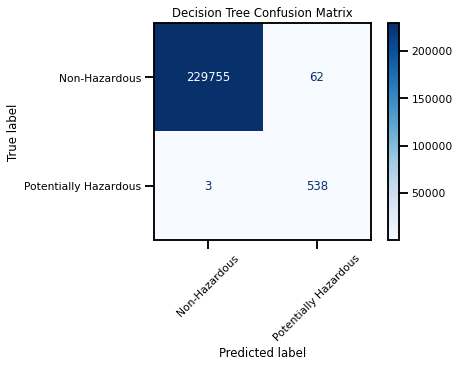 Decision Tree Confusion Matrix
True label
Non-Hazardous
229755
62
Potentially Hazardous
3
538
200000
150000
100000
50000
Non-Hazardous
Potentially Hazardous
Predicted label